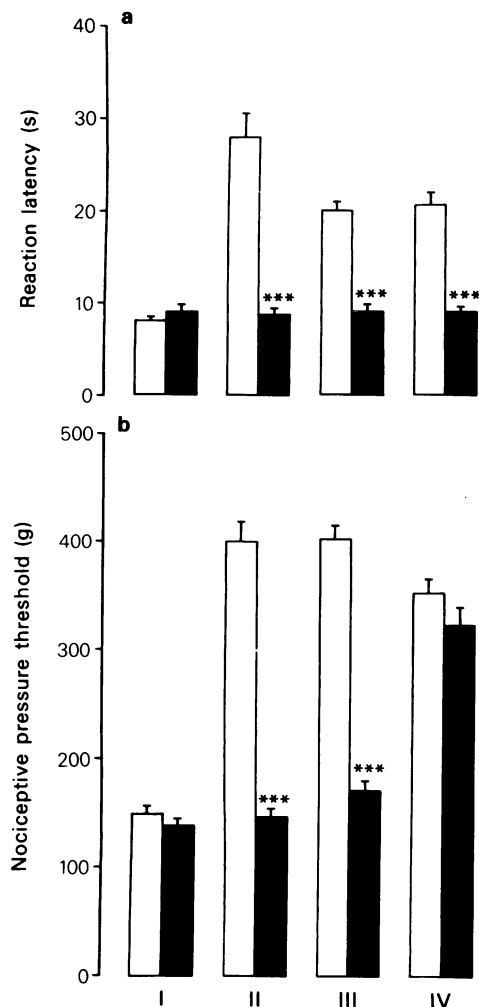 a
40
30
20
10
0
Reaction latency (s)
***
***
***
b
500
400
300
200
100
0
Nociceptive pressure threshold (g)
***
***
I
II
III
IV